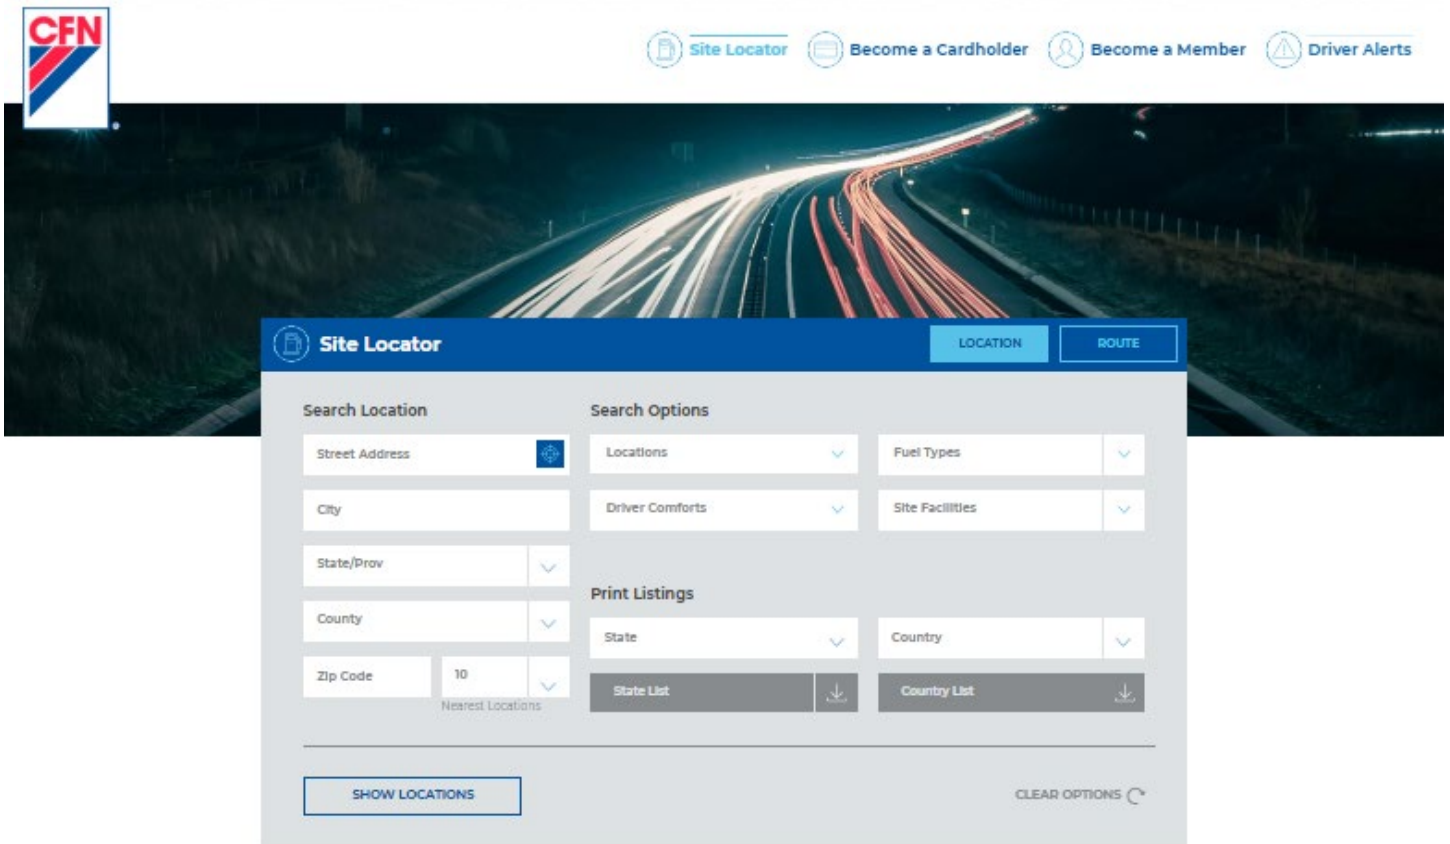 CFN
Site Locator
Become a Cardholder
Become a Member
Driver Alerts
Site Locator
LOCATION
ROUTE
Search Location
Street Address
City
State/Prov
County
Zip Code
10
Nearest Locations
Search Options
Locations
Fuel Types
Driver Comforts
Site Facilities
Print Listings
State
Country
State List
Country List
SHOW LOCATIONS
CLEAR OPTIONS